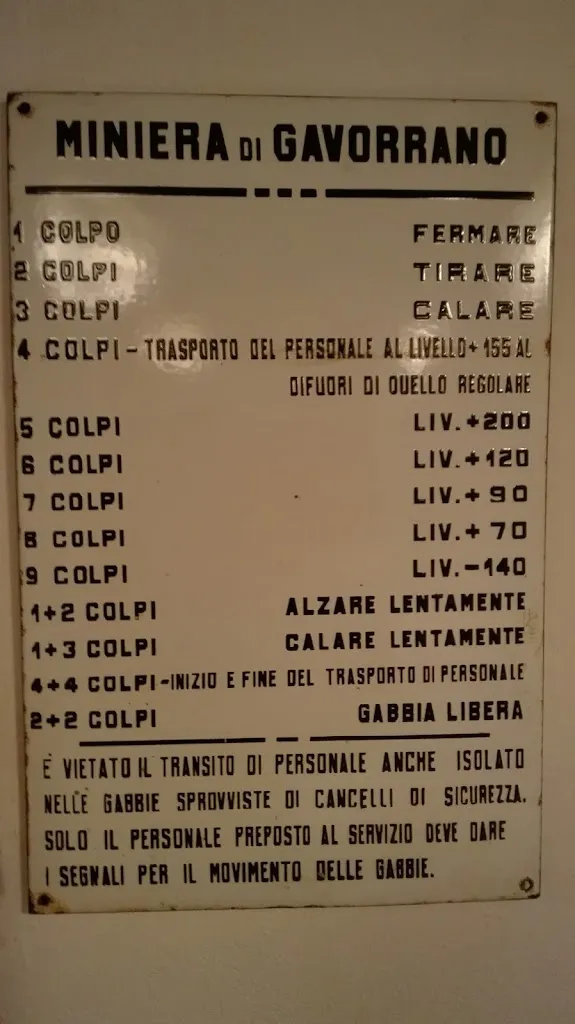 MINIERA DI GAVORRANO
1 COLPO FERMARE
2 COLPI TIRARE
3 COLPI CALARE
4 COLPI - TRASPORTO DEL PERSONALE AL LIVELLO + 155 AL
DIFUORI DI QUELLO REGOLARE
5 COLPI LIV. + 200
6 COLPI LIV. + 120
7 COLPI LIV. + 90
8 COLPI LIV. + 70
9 COLPI LIV. - 140
1+2 COLPI ALZARE LENTAMENTE
1+3 COLPI CALARE LENTAMENTE
4+4 COLPI - INIZIO E FINE DEL TRASPORTO DI PERSONALE
2+2 COLPI GABBIA LIBERA
È VIETATO IL TRANSITO DI PERSONALE ANCHE ISOLATO
NELLE GABBIE SPROVVISTE DI CANCELLI DI SICUREZZA.
SOLO IL PERSONALE PREPOSTO AL SERVIZIO DEVE DARE
I SEGNALI PER IL MOVIMENTO DELLE GABBIE.